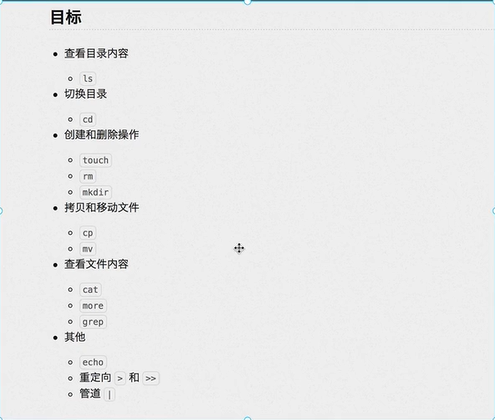 目标
查看目录内容
ls
切换目录
cd
创建和删除操作
touch
rm
mkdir
拷贝和移动文件
cp
mv
查看文件内容
cat
more
grep
其他
echo
重定向 > 和 >>
管道 |